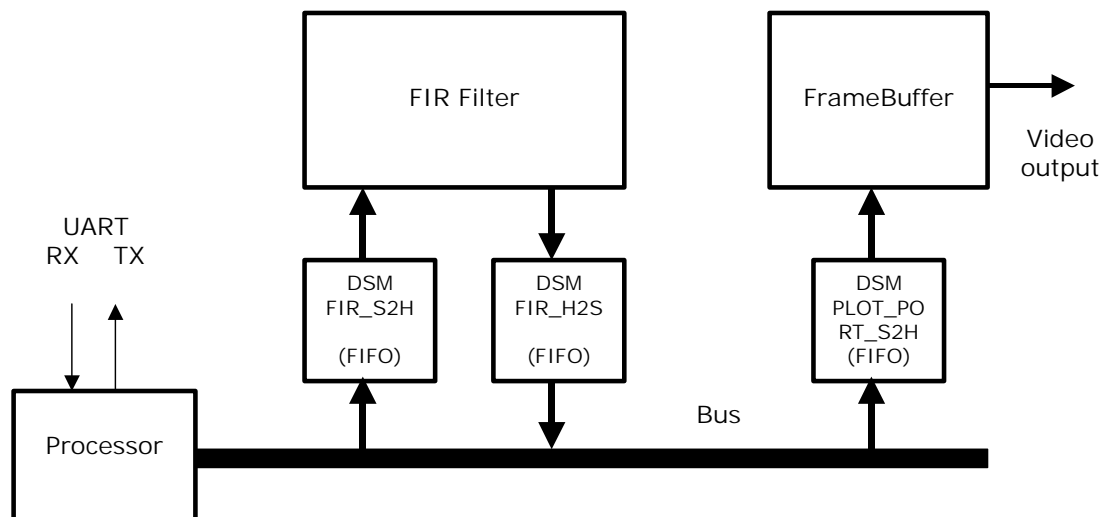 FIR Filter
FrameBuffer
Video
output
UART
RX TX
DSM
FIR_S2H
(FIFO)
DSM
FIR_H2S
(FIFO)
DSM
PLOT_PO
RT_S2H
(FIFO)
Bus
Processor